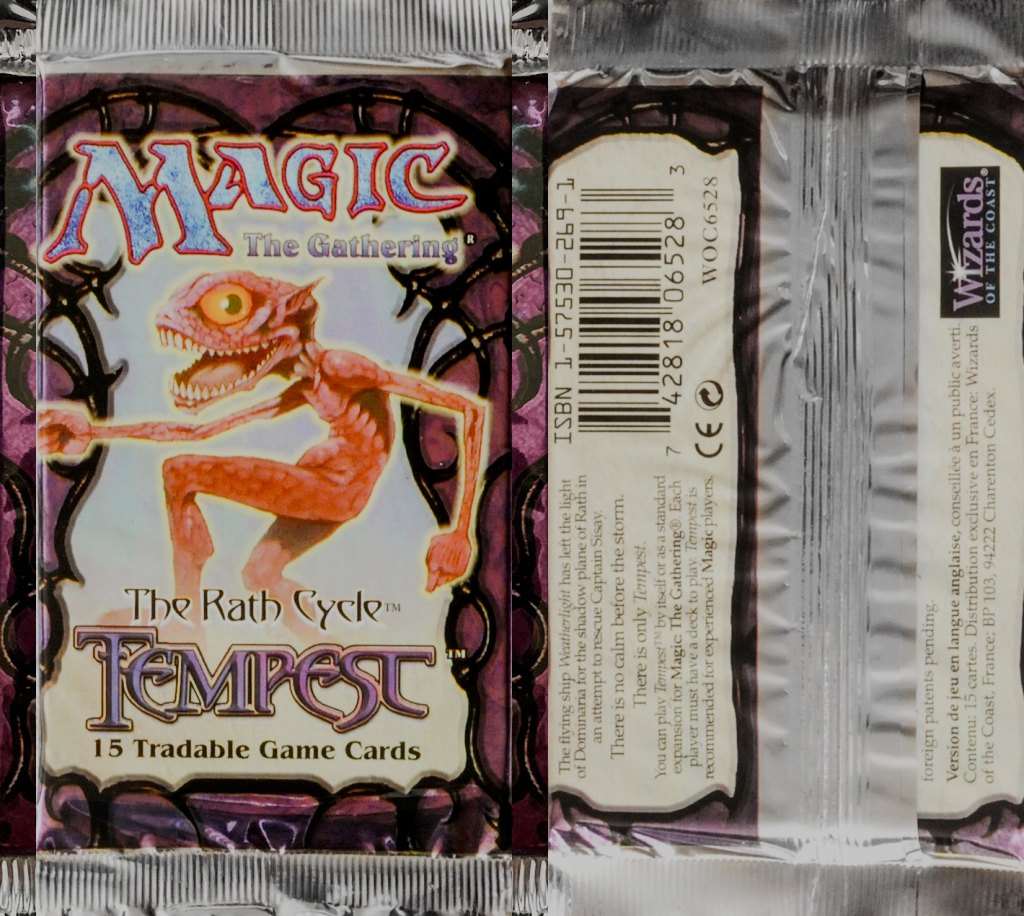 MAGIC
The Gathering®
The Rath Cycle™
TEMPEST™
15 Tradable Game Cards
The flying ship Weatherlight has left the light
of Dominaria for the shadow plane of Rath in
an attempt to rescue Captain Sisay.
There is no calm before the storm.
There is only Tempest.
You can play Tempest™ by itself or as a standard
expansion for Magic: The Gathering®. Each
player must have a deck to play. Tempest is
recommended for experienced Magic players.
ISBN 1-57530-269-1
7 42818 06528 3
CE
WOC6528
foreign patents pending.
Version de jeu en langue anglaise, conseillée à un public averti.
Contenu: 15 cartes. Distribution exclusive en France: Wizards
of the Coast, France: BP 103, 94222 Charenton Cedex.
Wizards®
OF THE COAST